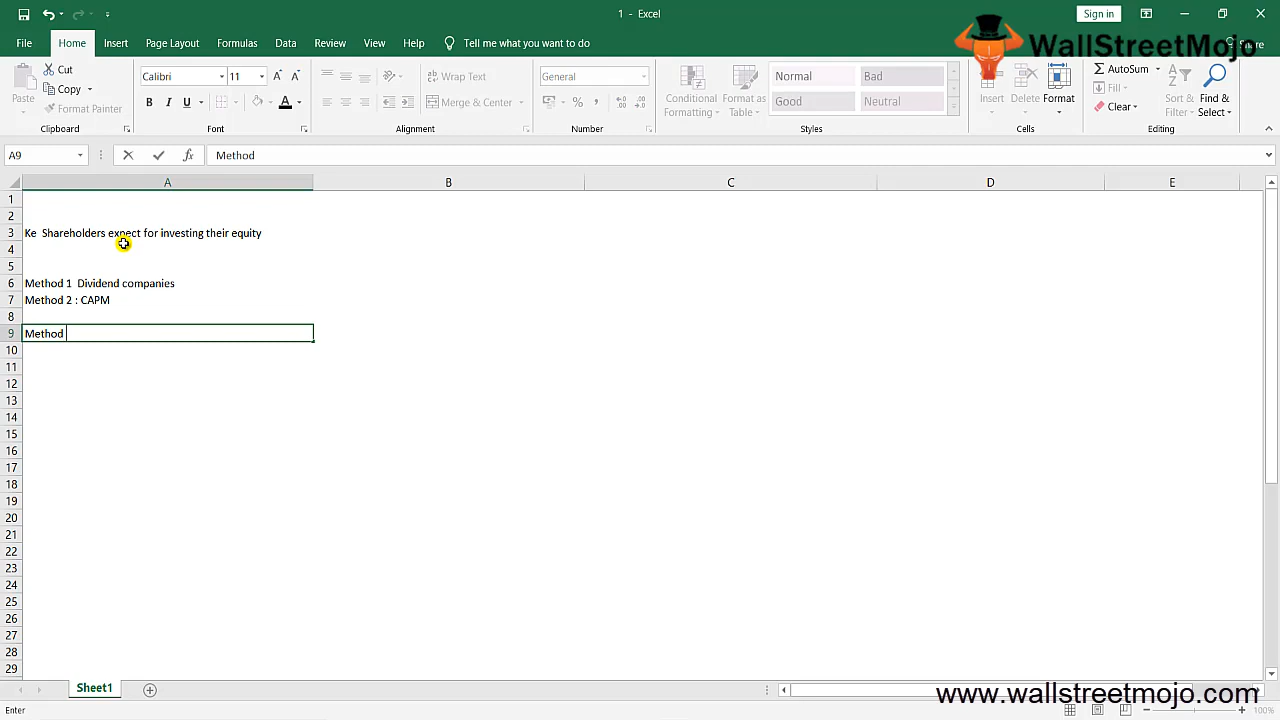 1 - Excel
Sign in
File Home Insert Page Layout Formulas Data Review View Help Tell me what you want to do
Share
WallStreetMojo
Paste
Cut
Copy
Format Painter
Clipboard
Calibri 11
B I U A
Font
Wrap Text
Merge & Center
Alignment
General
% ,
Number
Conditional Formatting
Format as Table
Normal Bad
Good Neutral
Styles
Insert Delete Format
Cells
AutoSum
Fill
Clear
Sort & Filter
Find & Select
Editing
A9 fx Method
A B C D E
1
2
3 Ke Shareholders expect for investing their equity
4
5
6 Method 1 Dividend companies
7 Method 2 : CAPM
8
9 Method
10
11
12
13
14
15
16
17
18
19
20
21
22
23
24
25
26
27
28
29
Sheet1
www.wallstreetmojo.com
Enter
100%